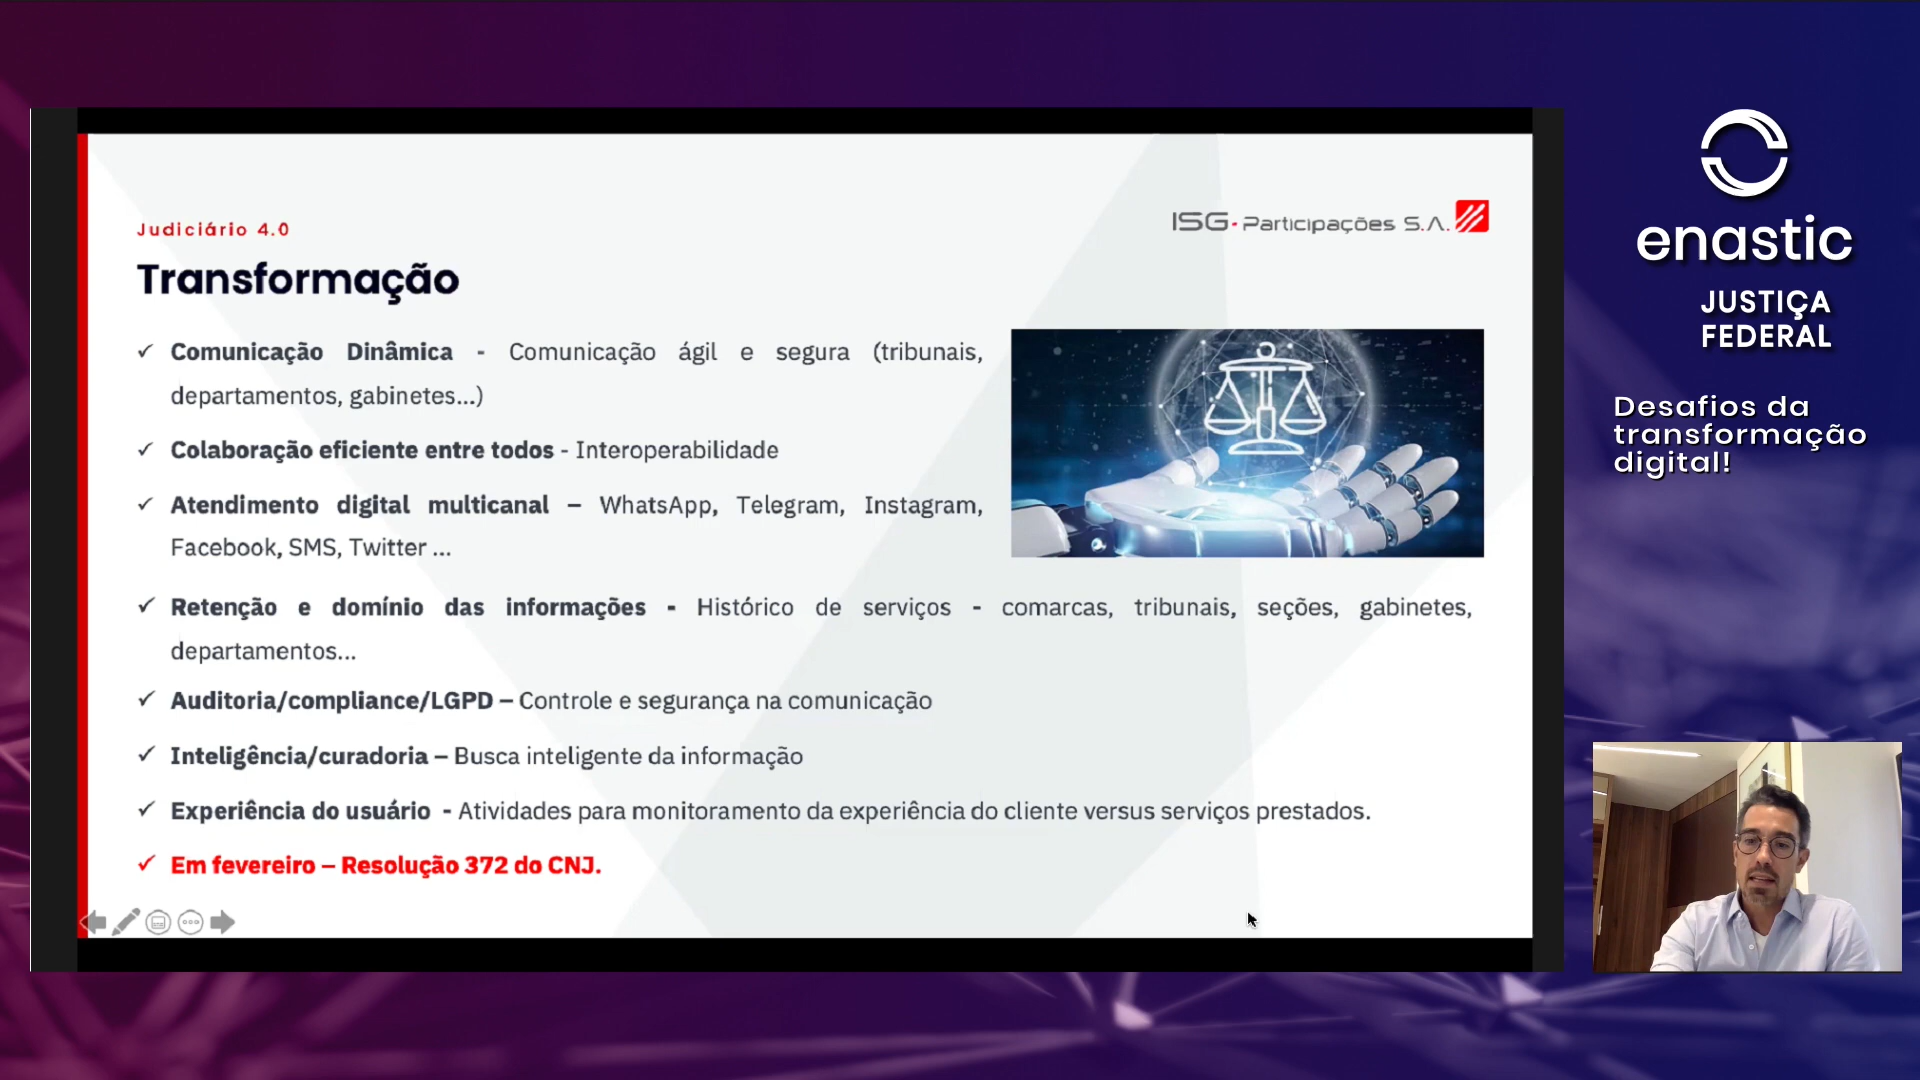 Judiciário 4.0
ISG·Participações S.A.
Transformação
✓ Comunicação Dinâmica - Comunicação ágil e segura (tribunais,
departamentos, gabinetes...)
✓ Colaboração eficiente entre todos - Interoperabilidade
✓ Atendimento digital multicanal – WhatsApp, Telegram, Instagram,
Facebook, SMS, Twitter ...
✓ Retenção e domínio das informações - Histórico de serviços - comarcas, tribunais, seções, gabinetes,
departamentos...
✓ Auditoria/compliance/LGPD – Controle e segurança na comunicação
✓ Inteligência/curadoria – Busca inteligente da informação
✓ Experiência do usuário - Atividades para monitoramento da experiência do cliente versus serviços prestados.
✓ Em fevereiro – Resolução 372 do CNJ.
enastic
JUSTIÇA
FEDERAL
Desafios da
transformação
digital!